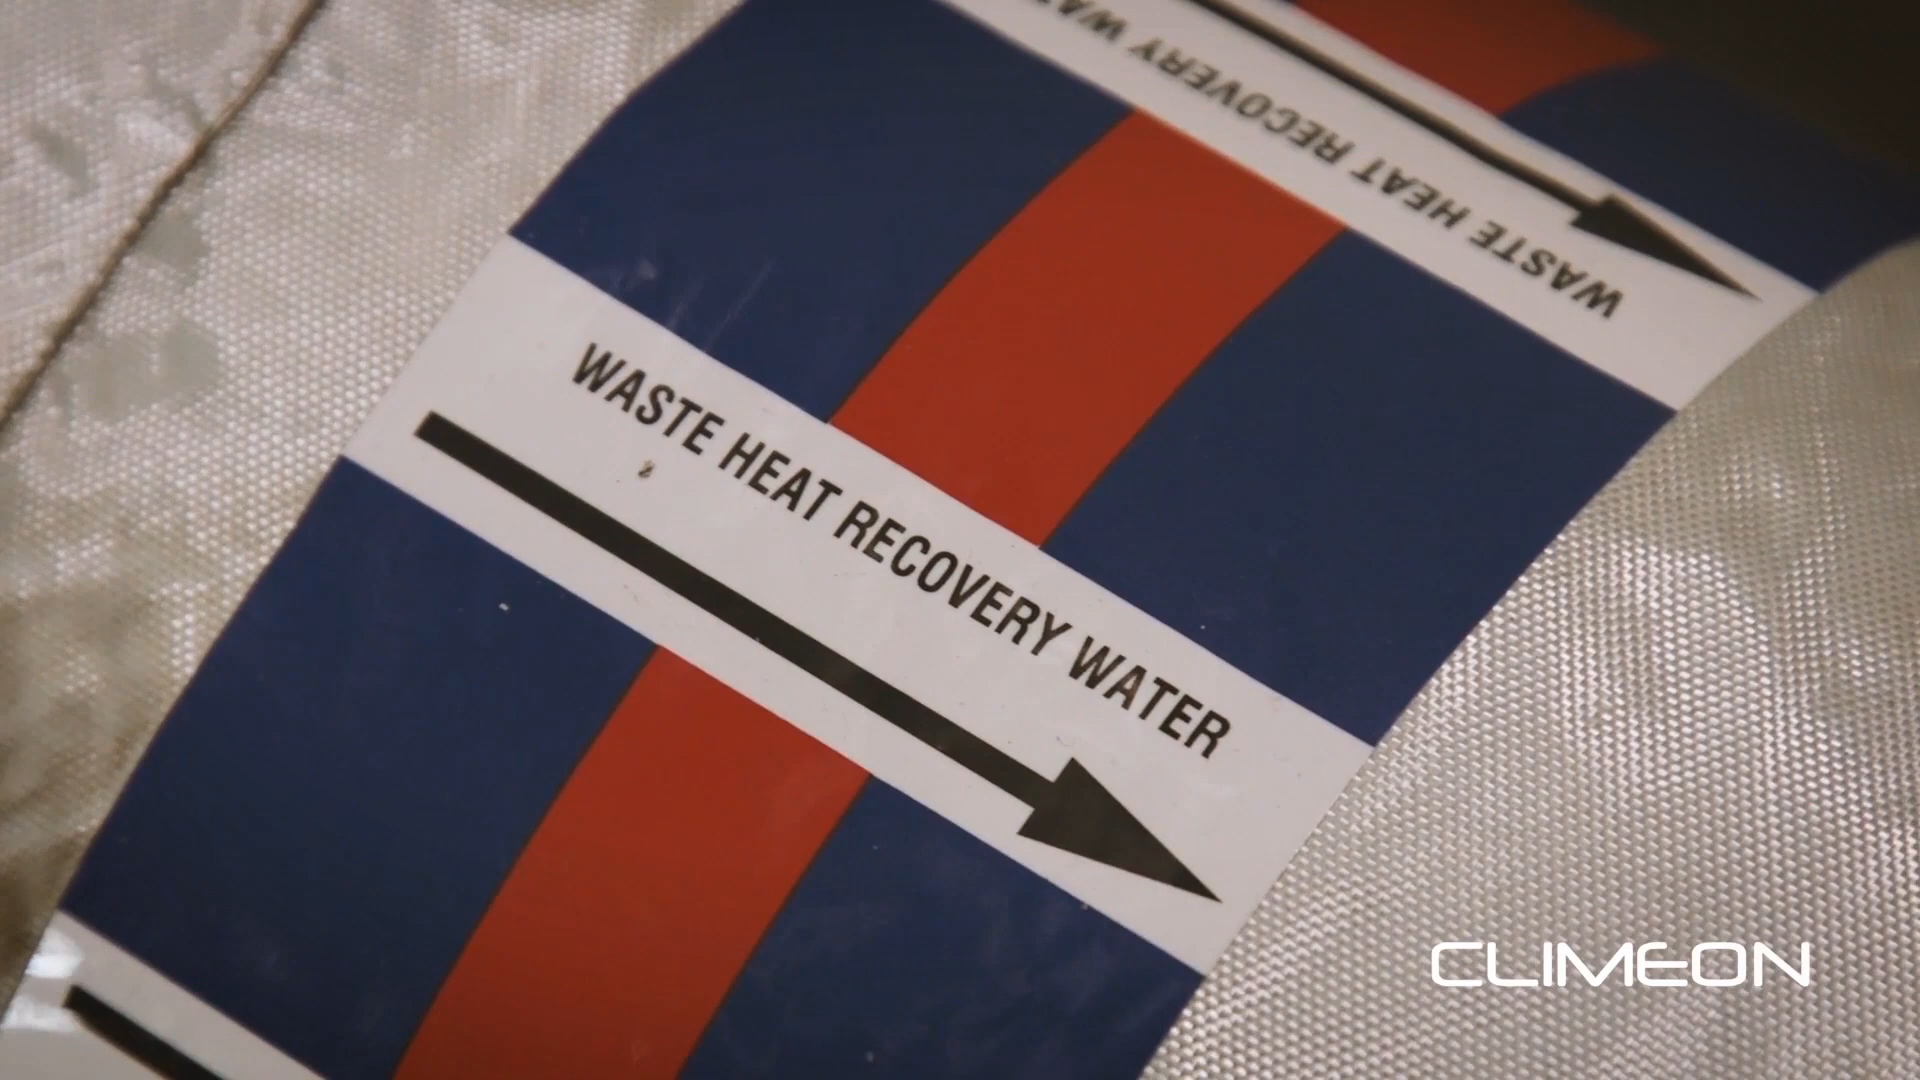 WASTE HEAT RECOVERY WA
WASTE HEAT RECOVERY WATER
CLIMEON